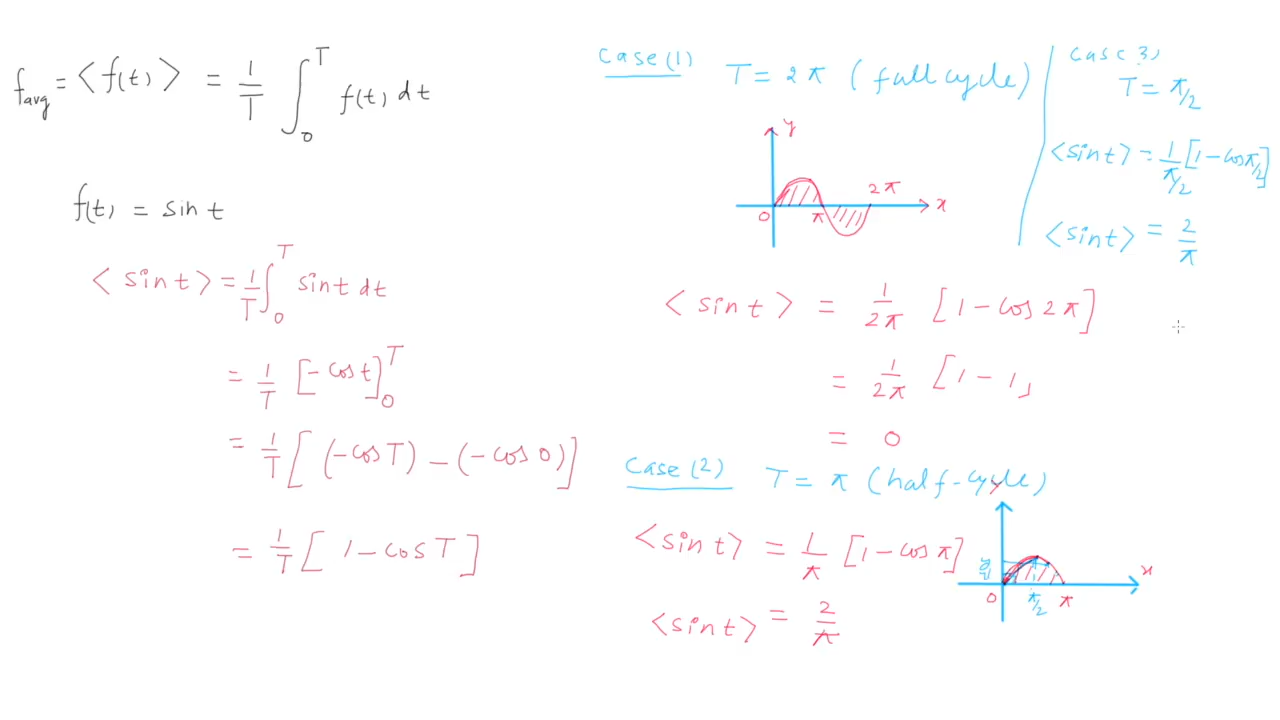 f_avg = <f(t)> = 1/T ∫_0^T f(t) dt
f(t) = sin t
<sin t> = 1/T ∫_0^T sin t dt
= 1/T [-cos t]_0^T
= 1/T [(-cos T) - (-cos 0)]
= 1/T [1 - cos T]
Case (1)
T = 2π (full cycle)
y
0 π 2π x
<sin t> = 1/2π [1 - cos 2π]
= 1/2π [1 - 1]
= 0
Case (2) T = π (half-cycle)
<sin t> = 1/π [1 - cos π]
<sin t> = 2/π
y
x
0 π/2 π
Case 3)
T = π/2
<sin t> = 1/π/2 [1 - cos π/2]
<sin t> = 2/π